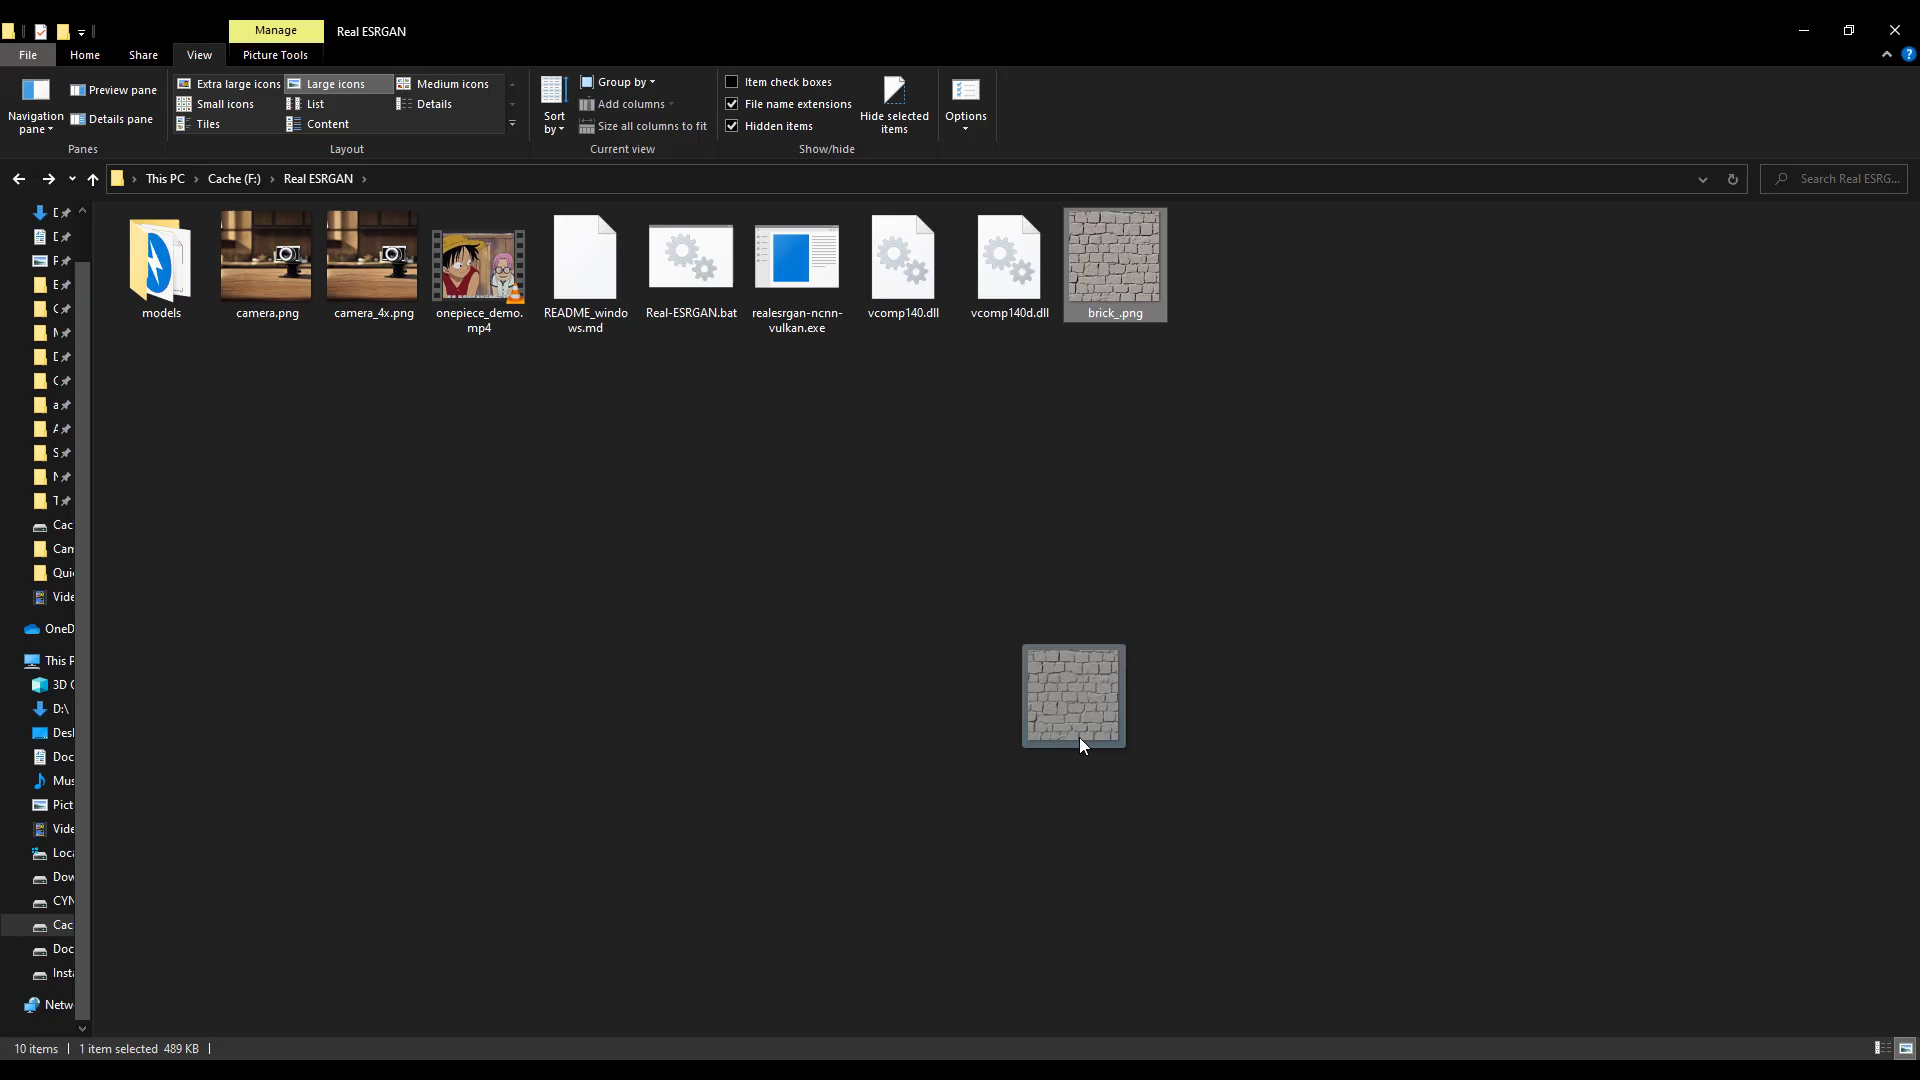 Manage
Real ESRGAN
File
Home
Share
View
Picture Tools
Navigation
pane
Preview pane
Details pane
Panes
Extra large icons
Large icons
Medium icons
Small icons
List
Details
Tiles
Content
Layout
Sort
by
Group by
Add columns
Size all columns to fit
Current view
Item check boxes
File name extensions
Hidden items
Hide selected
items
Show/hide
Options
This PC
Cache (F:)
Real ESRGAN
Search Real ESRG...
models
camera.png
camera_4x.png
onepiece_demo.
mp4
README_windo
ws.md
Real-ESRGAN.bat
realesrgan-ncnn-
vulkan.exe
vcomp140.dll
vcomp140d.dll
brick_.png
Cac
Cam
Quic
Vide
OneD
This P
3D
D:\
Desk
Doc
Mus
Pict
Vide
Loca
Dow
CYN
Cac
Doc
Insta
Netw
10 items
1 item selected 489 KB